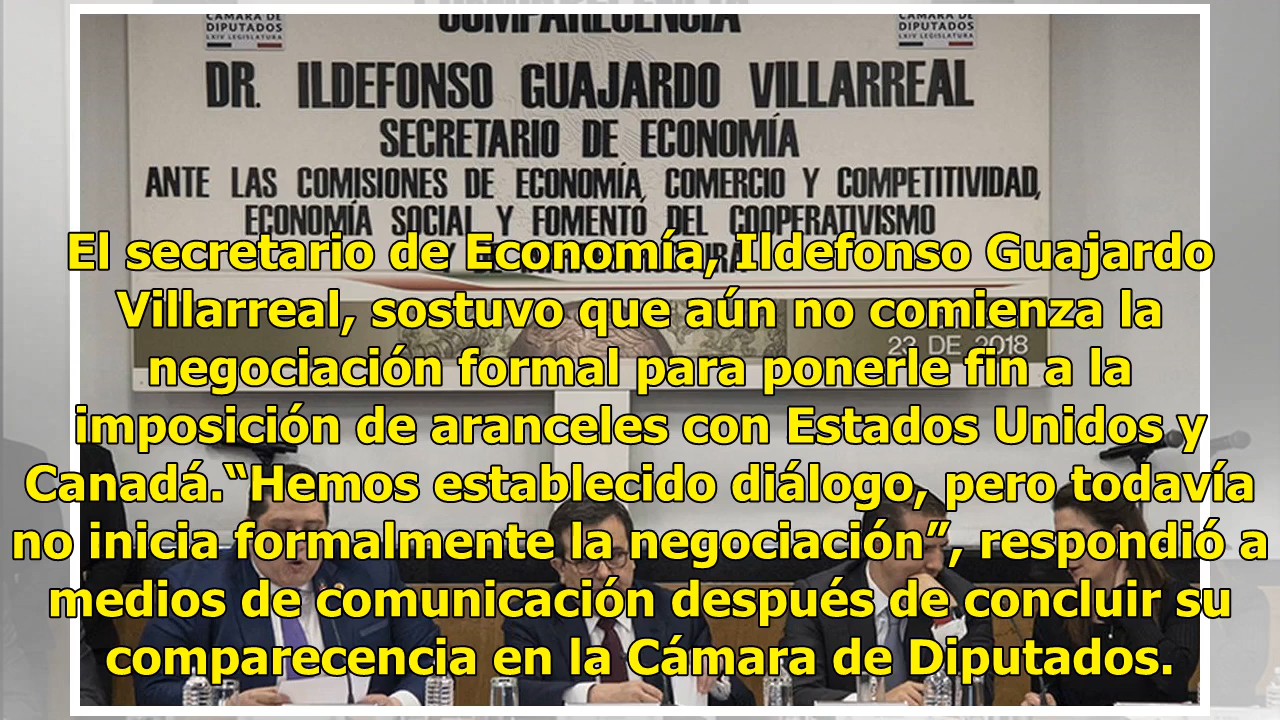 COMPARECENCIA
CÁMARA DE
DIPUTADOS
LXIV LEGISLATURA
CÁMARA DE
DIPUTADOS
LXIV LEGISLATURA
DR. ILDEFONSO GUAJARDO VILLARREAL
SECRETARIO DE ECONOMÍA
ANTE LAS COMISIONES DE ECONOMÍA, COMERCIO Y COMPETITIVIDAD,
ECONOMÍA SOCIAL Y FOMENTO DEL COOPERATIVISMO
El secretario de Economía, Ildefonso Guajardo
Villarreal, sostuvo que aún no comienza la
23 DE 2018
negociación formal para ponerle fin a la
imposición de aranceles con Estados Unidos y
Canadá.“Hemos establecido diálogo, pero todavía
no inicia formalmente la negociación”, respondió a
medios de comunicación después de concluir su
comparecencia en la Cámara de Diputados.